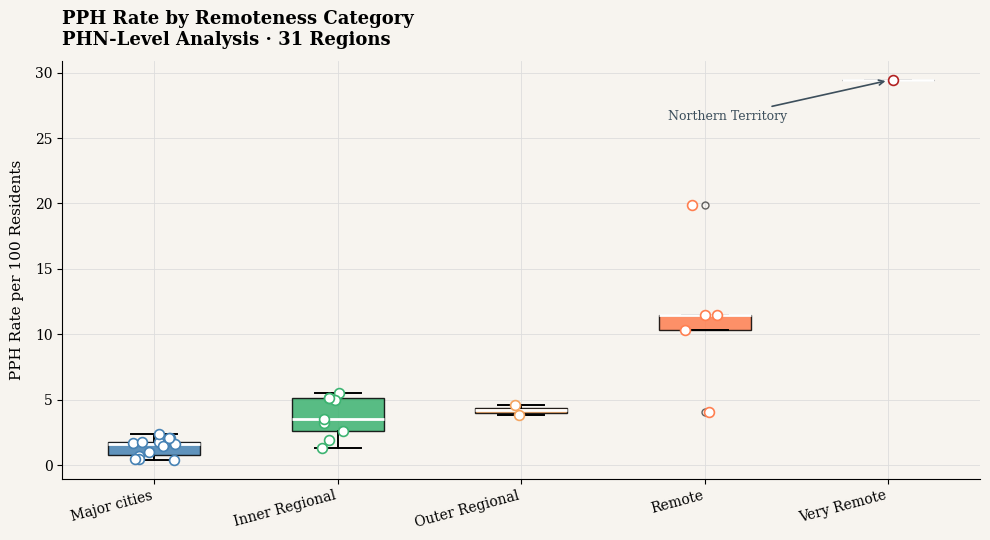 PPH Rate by Remoteness Category
PHN-Level Analysis · 31 Regions
PPH Rate per 100 Residents
30
25
20
15
10
5
0
Northern Territory
Major cities
Inner Regional
Outer Regional
Remote
Very Remote